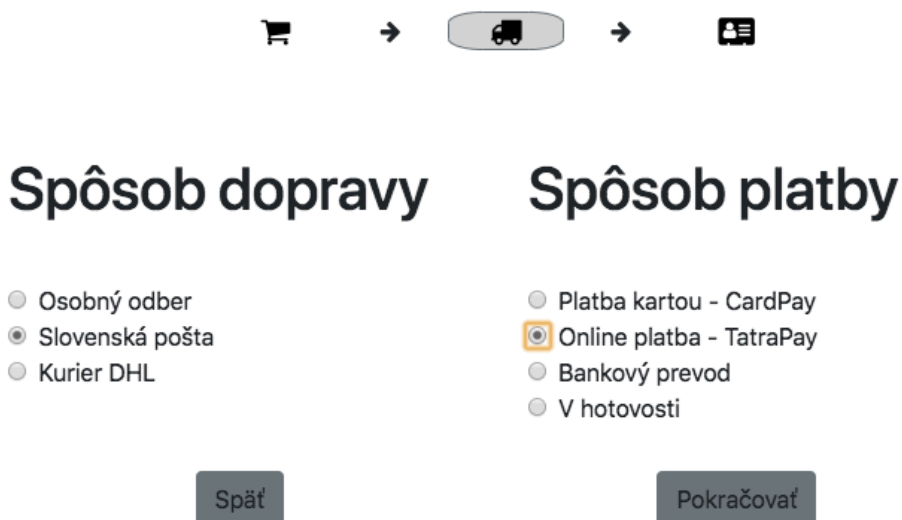 Spôsob dopravy
Osobný odber
Slovenská pošta
Kurier DHL
Späť
Spôsob platby
Platba kartou - CardPay
Online platba - TatraPay
Bankový prevod
V hotovosti
Pokračovať